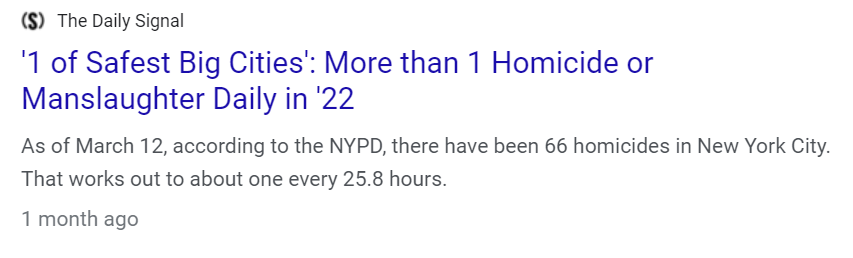 The Daily Signal
'1 of Safest Big Cities': More than 1 Homicide or
Manslaughter Daily in '22
As of March 12, according to the NYPD, there have been 66 homicides in New York City.
That works out to about one every 25.8 hours.
1 month ago